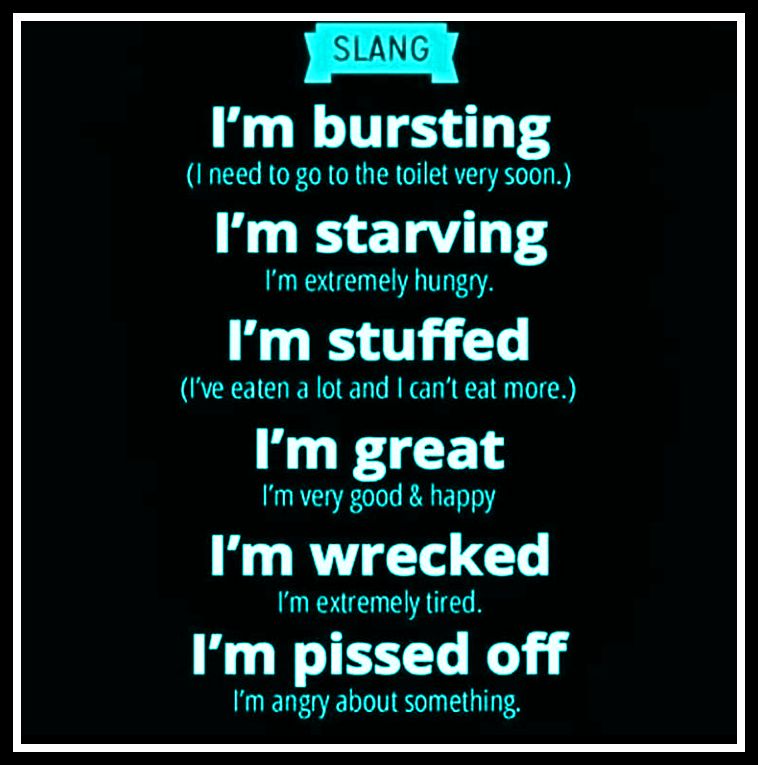 SLANG
I'm bursting
(I need to go to the toilet very soon.)
I'm starving
I'm extremely hungry.
I'm stuffed
(I've eaten a lot and I can't eat more.)
I'm great
I'm very good & happy
I'm wrecked
I'm extremely tired.
I'm pissed off
I'm angry about something.